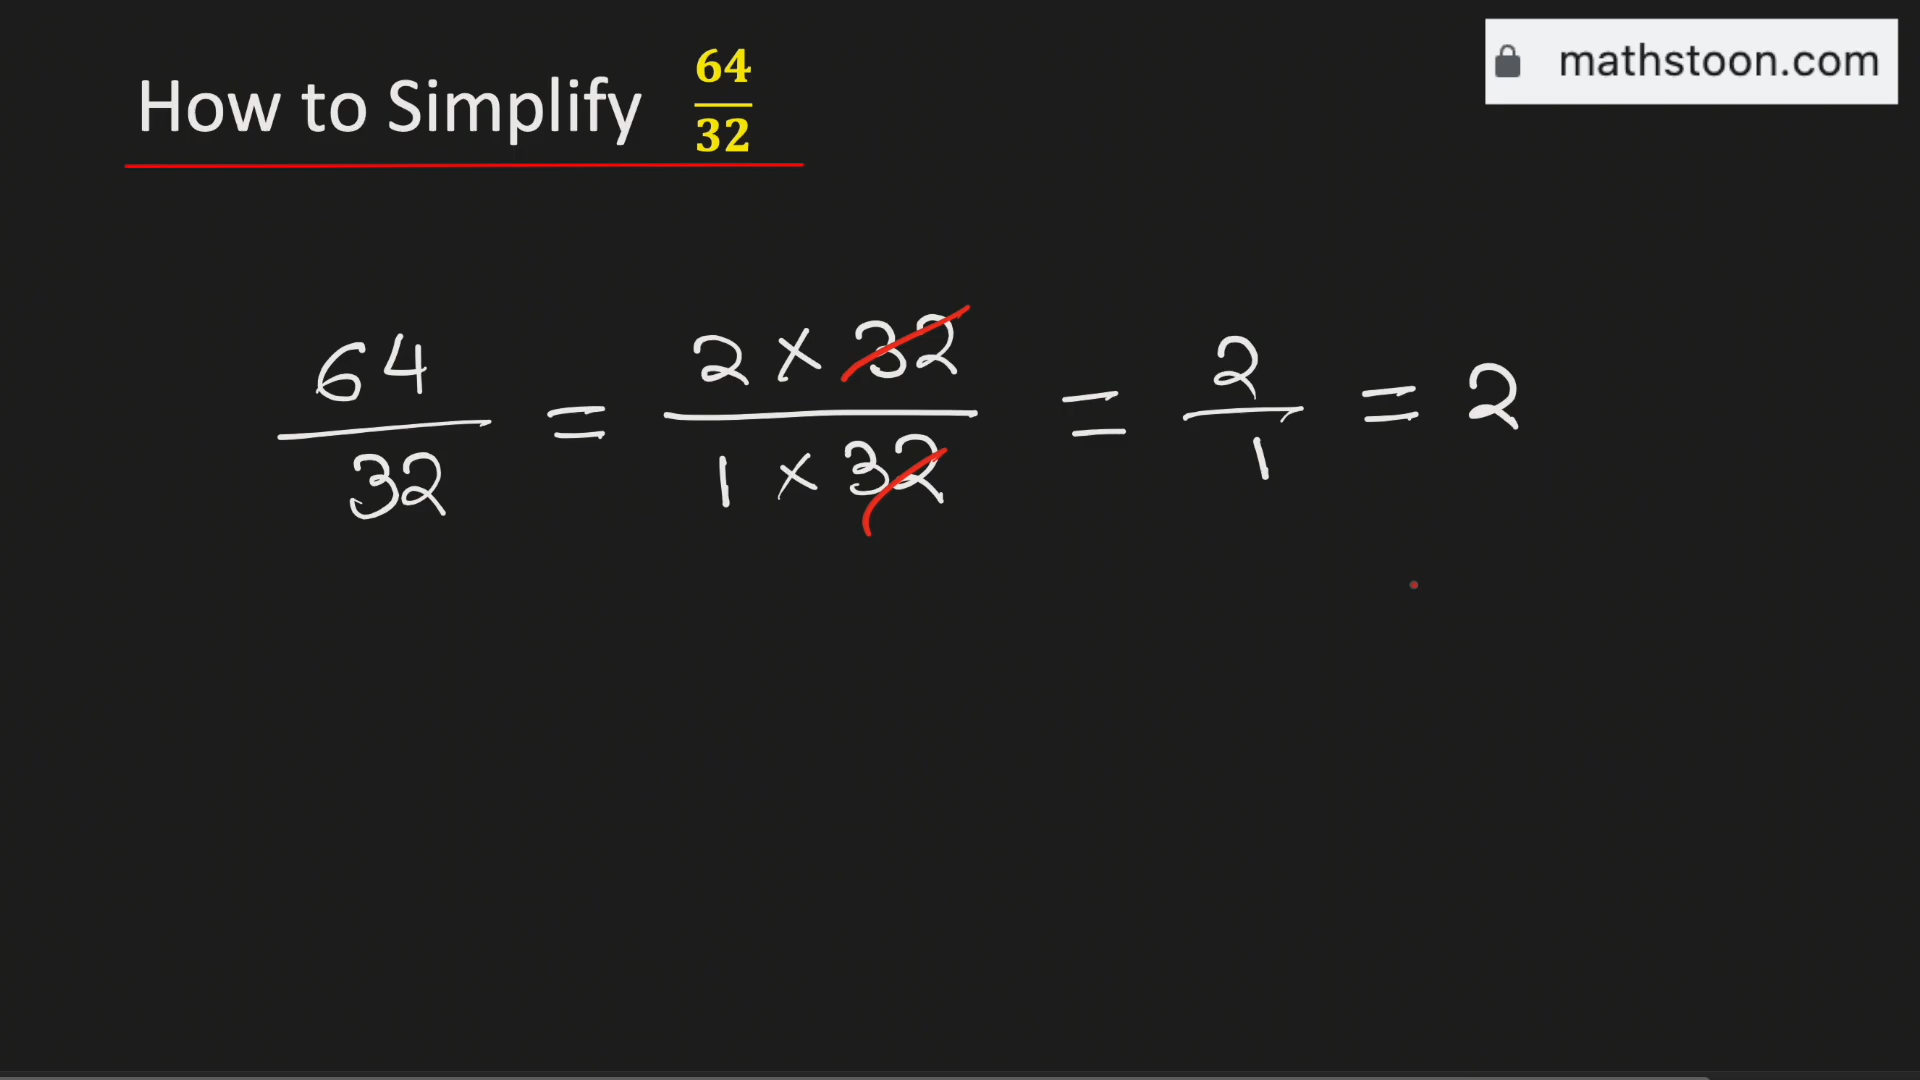 How to Simplify 64/32
mathstoon.com
64/32 = 2 × 32/1 × 32 = 2/1 = 2